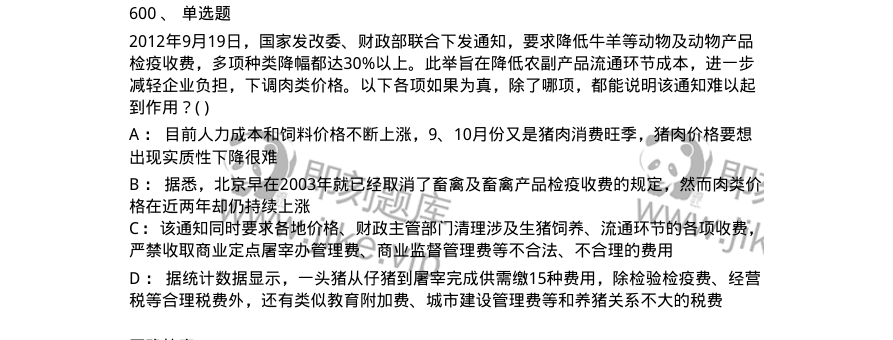 600 、 单选题
2012年9月19日，国家发改委、财政部联合下发通知，要求降低牛羊等动物及动物产品
检疫收费，多项种类降幅都达30%以上。此举旨在降低农副产品流通环节成本，进一步
减轻企业负担，下调肉类价格。以下各项如果为真，除了哪项，都能说明该通知难以起
到作用？( )
A ： 目前人力成本和饲料价格不断上涨，9、10月份又是猪肉消费旺季，猪肉价格要想
出现实质性下降很难
B ： 据悉，北京早在2003年就已经取消了畜禽及畜禽产品检疫收费的规定，然而肉类价
格在近两年却仍持续上涨
C ： 该通知同时要求各地价格、财政主管部门清理涉及生猪饲养、流通环节的各项收费，
严禁收取商业定点屠宰办管理费、商业监督管理费等不合法、不合理的费用
D ： 据统计数据显示，一头猪从仔猪到屠宰完成供需缴15种费用，除检验检疫费、经营
税等合理税费外，还有类似教育附加费、城市建设管理费等和养猪关系不大的税费
即刻题库
www.jike.vip
即刻
www.jik